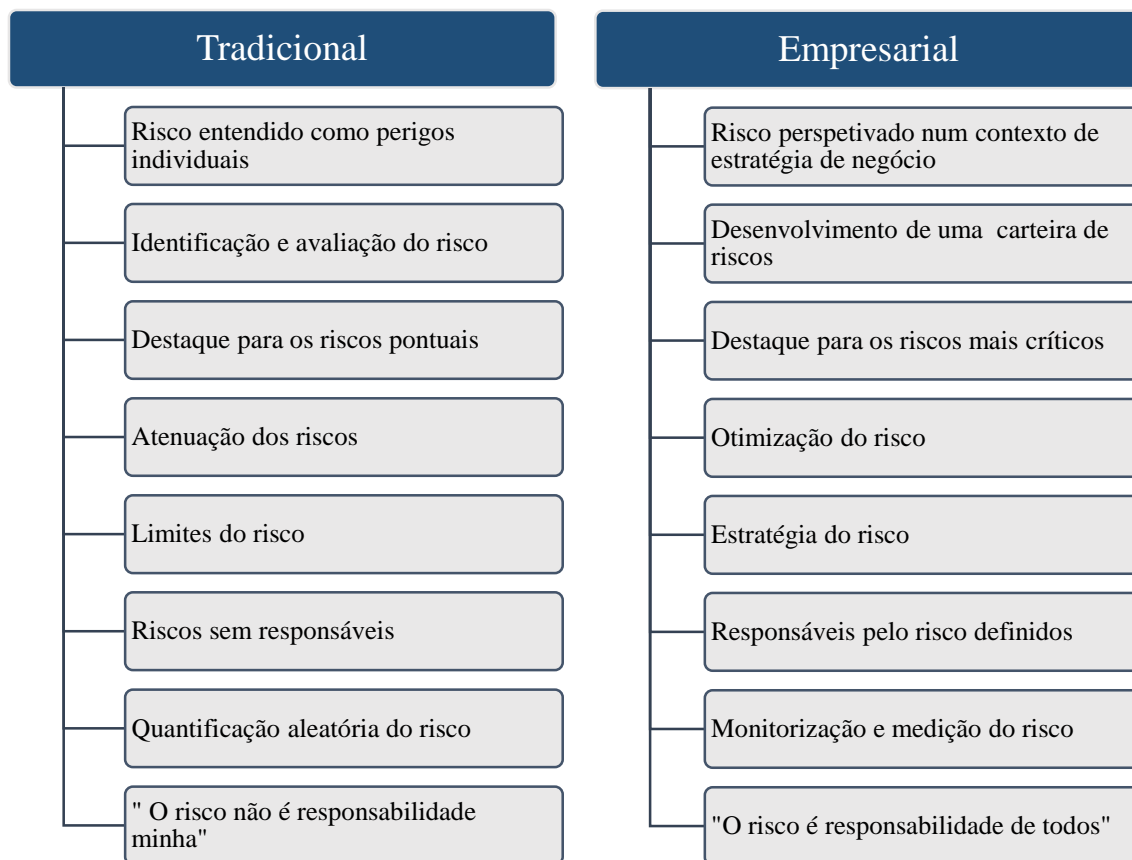 Tradicional
Risco entendido como perigos
individuais
Identificação e avaliação do risco
Destaque para os riscos pontuais
Atenuação dos riscos
Limites do risco
Riscos sem responsáveis
Quantificação aleatória do risco
" O risco não é responsabilidade
minha"
Empresarial
Risco perspetivado num contexto de
estratégia de negócio
Desenvolvimento de uma  carteira de
riscos
Destaque para os riscos mais críticos
Otimização do risco
Estratégia do risco
Responsáveis pelo risco definidos
Monitorização e medição do risco
"O risco é responsabilidade de todos"